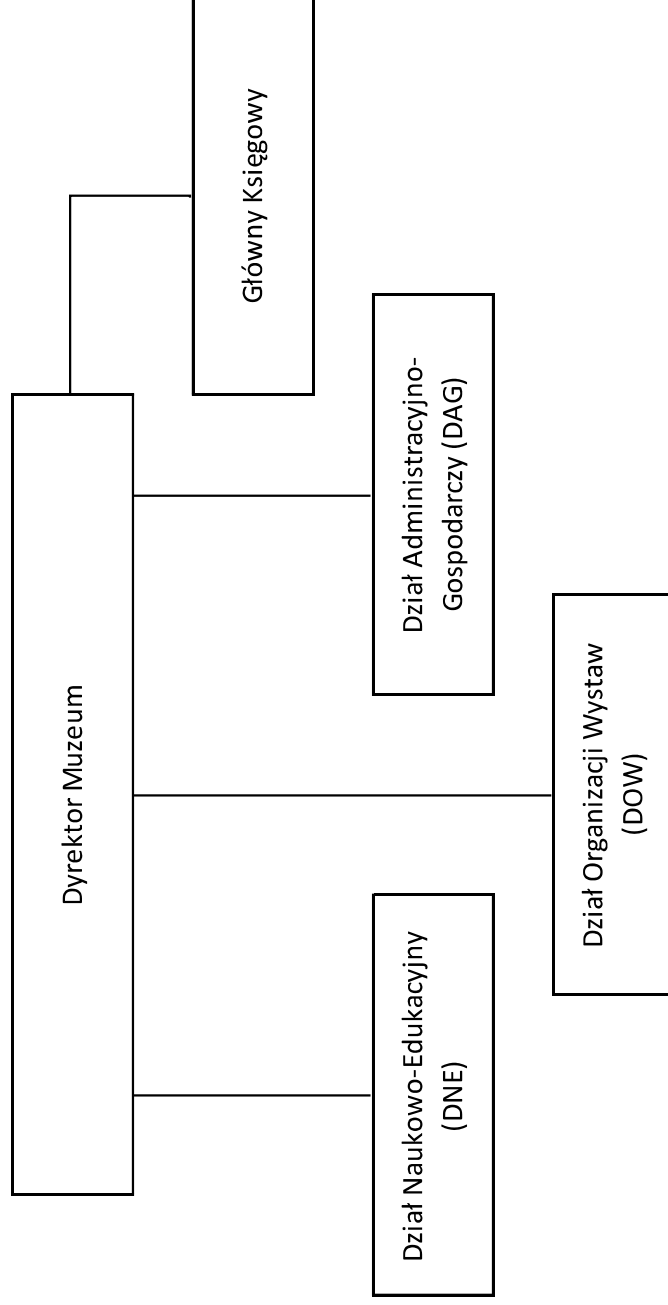 Dyrektor Muzeum
Główny Księgowy
Dział Naukowo-Edukacyjny
(DNE)
Dział Administracyjno-
Gospodarczy (DAG)
Dział Organizacji Wystaw
(DOW)